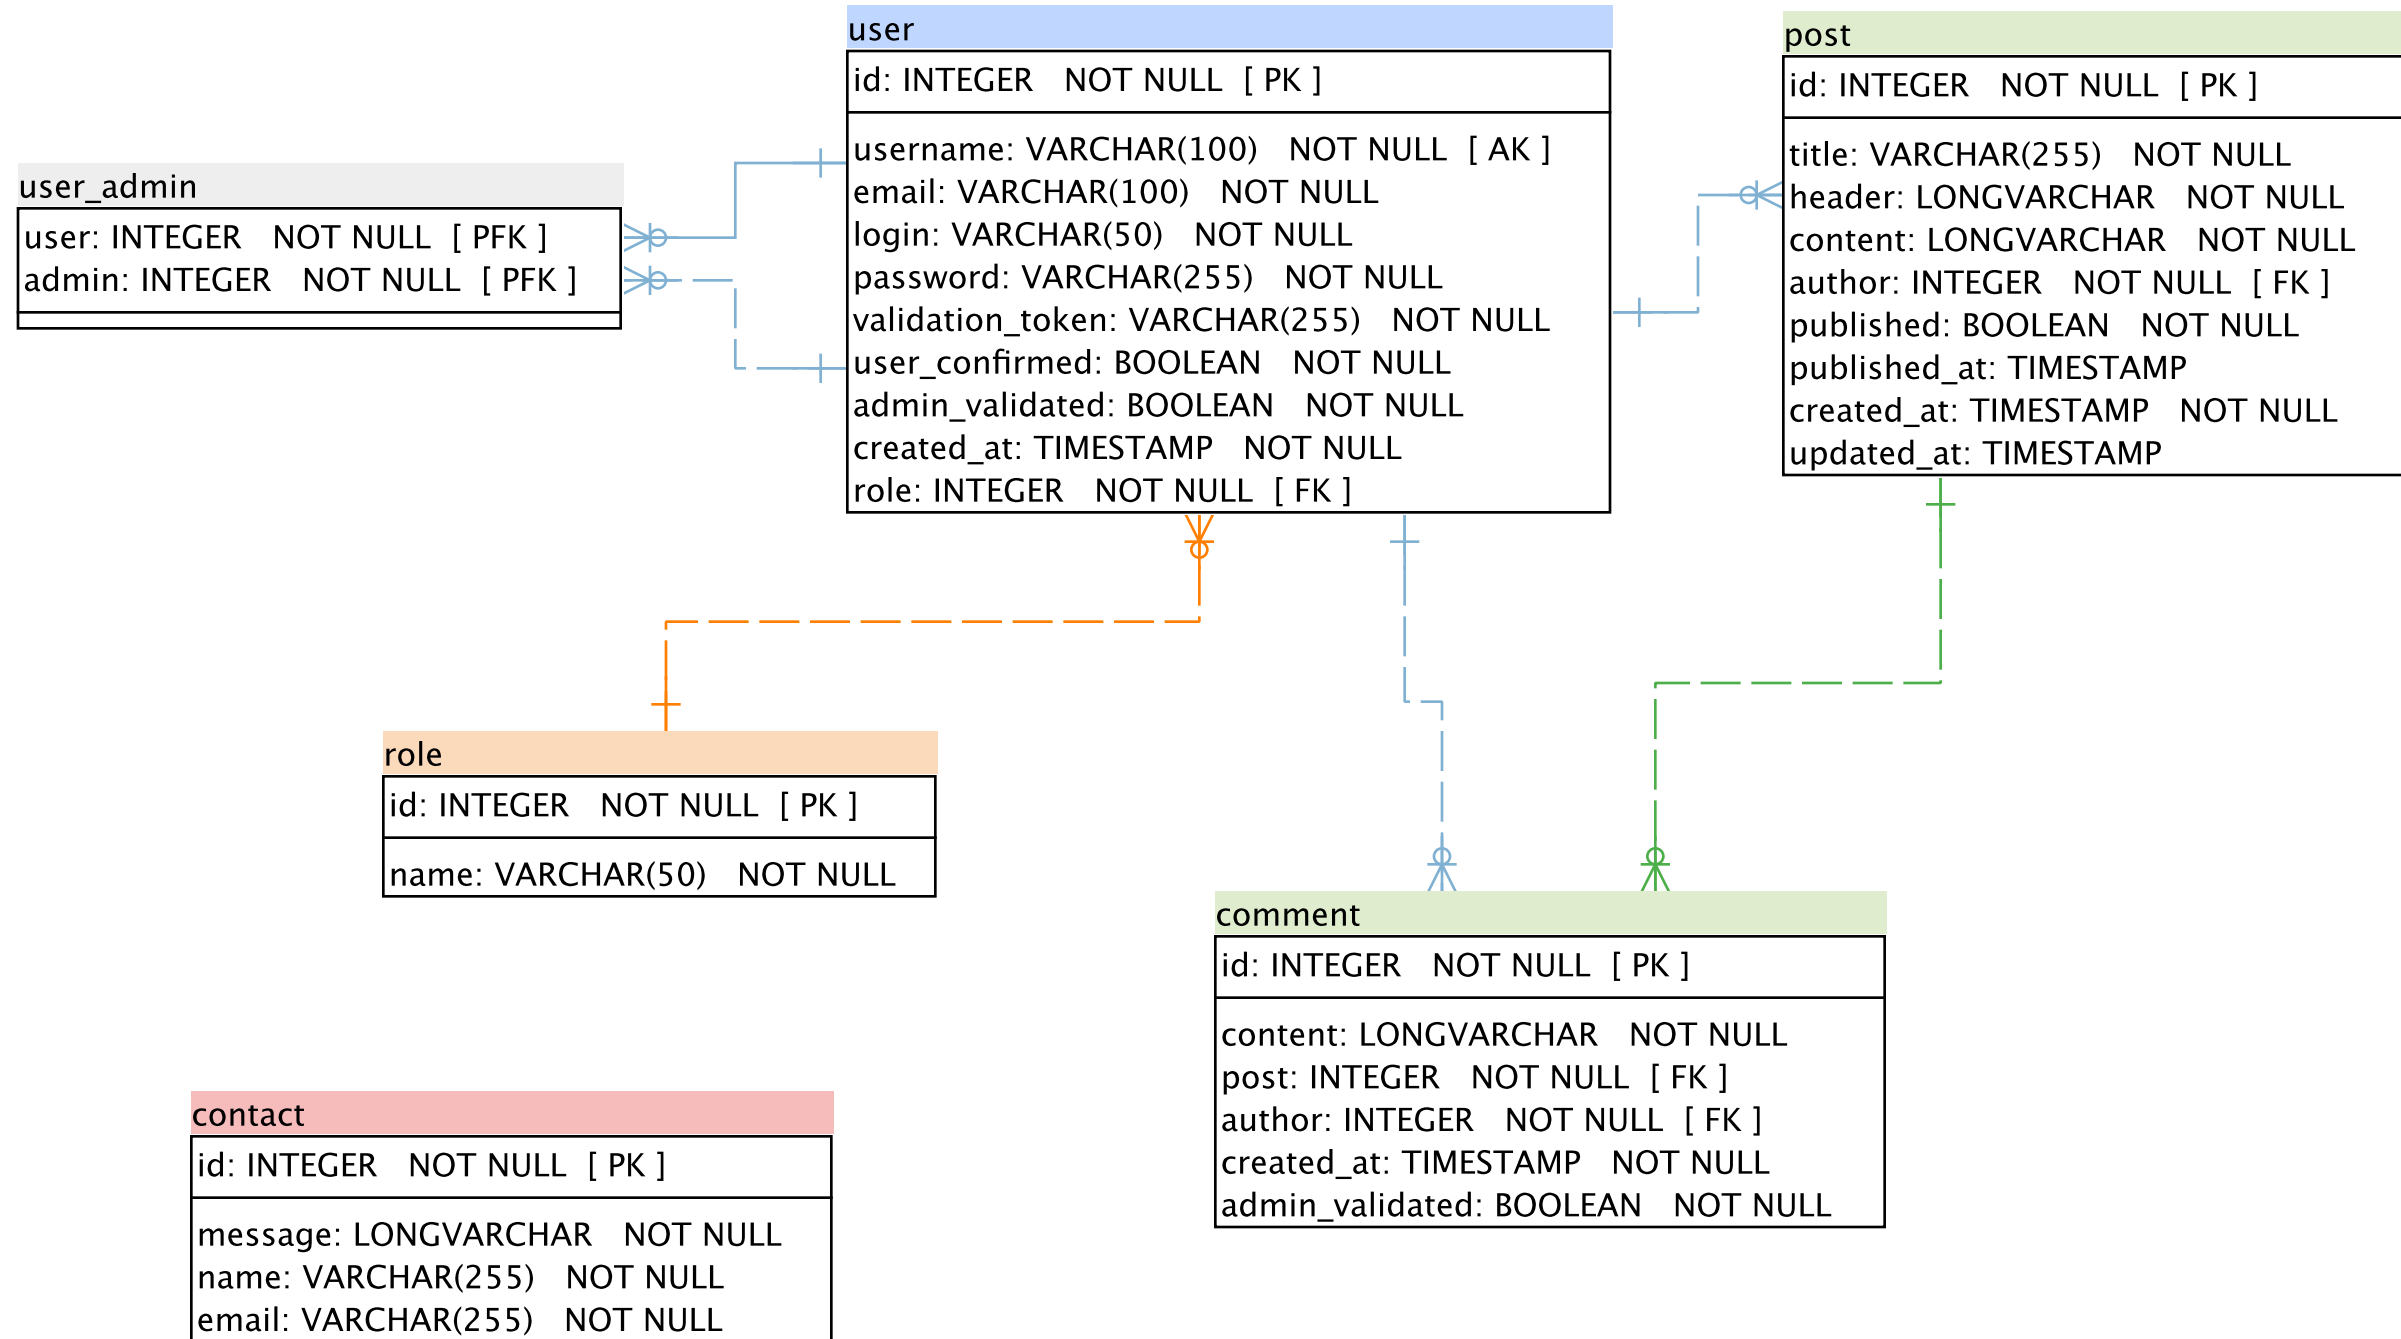 user
id: INTEGER NOT NULL [ PK ]
username: VARCHAR(100) NOT NULL [ AK ]
email: VARCHAR(100) NOT NULL
login: VARCHAR(50) NOT NULL
password: VARCHAR(255) NOT NULL
validation_token: VARCHAR(255) NOT NULL
user_confirmed: BOOLEAN NOT NULL
admin_validated: BOOLEAN NOT NULL
created_at: TIMESTAMP NOT NULL
role: INTEGER NOT NULL [ FK ]
post
id: INTEGER NOT NULL [ PK ]
title: VARCHAR(255) NOT NULL
header: LONGVARCHAR NOT NULL
content: LONGVARCHAR NOT NULL
author: INTEGER NOT NULL [ FK ]
published: BOOLEAN NOT NULL
published_at: TIMESTAMP
created_at: TIMESTAMP NOT NULL
updated_at: TIMESTAMP
user_admin
user: INTEGER NOT NULL [ PFK ]
admin: INTEGER NOT NULL [ PFK ]
role
id: INTEGER NOT NULL [ PK ]
name: VARCHAR(50) NOT NULL
comment
id: INTEGER NOT NULL [ PK ]
content: LONGVARCHAR NOT NULL
post: INTEGER NOT NULL [ FK ]
author: INTEGER NOT NULL [ FK ]
created_at: TIMESTAMP NOT NULL
admin_validated: BOOLEAN NOT NULL
contact
id: INTEGER NOT NULL [ PK ]
message: LONGVARCHAR NOT NULL
name: VARCHAR(255) NOT NULL
email: VARCHAR(255) NOT NULL